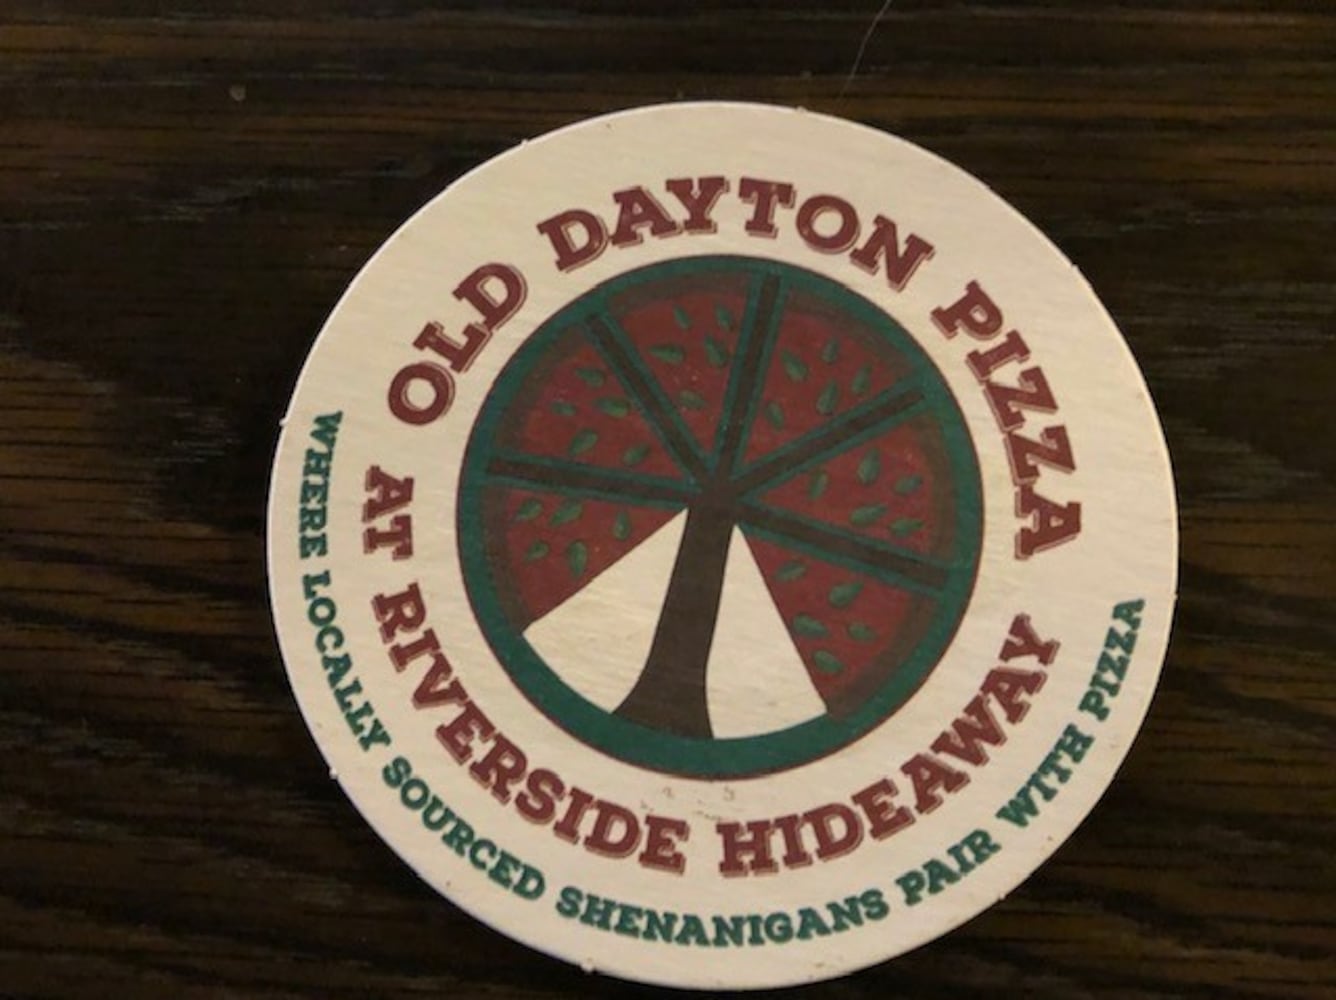 OLD DAYTON PIZZA
AT RIVERSIDE HIDEAWAY
WHERE LOCALLY SOURCED SHENANIGANS PAIR WITH PIZZA